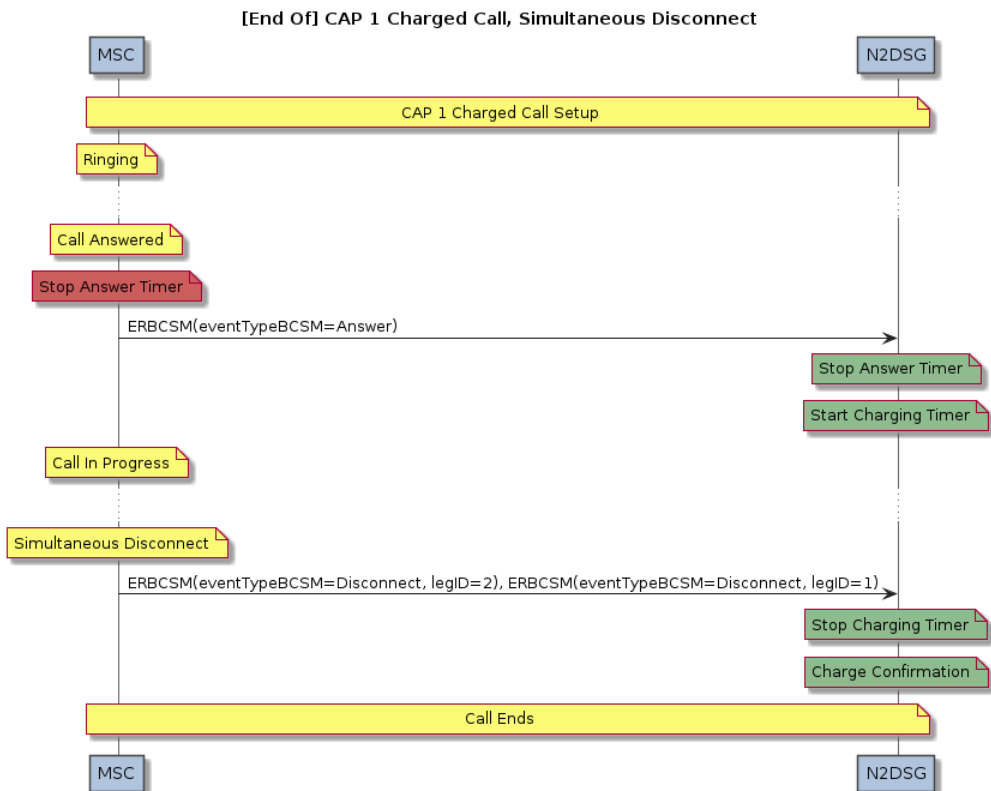 [End Of] CAP 1 Charged Call, Simultaneous Disconnect
MSC
N2DSG
CAP 1 Charged Call Setup
Ringing
Call Answered
Stop Answer Timer
ERBCSM(eventTypeBCSM=Answer)
Stop Answer Timer
Start Charging Timer
Call In Progress
Simultaneous Disconnect
ERBCSM(eventTypeBCSM=Disconnect, legID=2), ERBCSM(eventTypeBCSM=Disconnect, legID=1)
Stop Charging Timer
Charge Confirmation
Call Ends
MSC
N2DSG